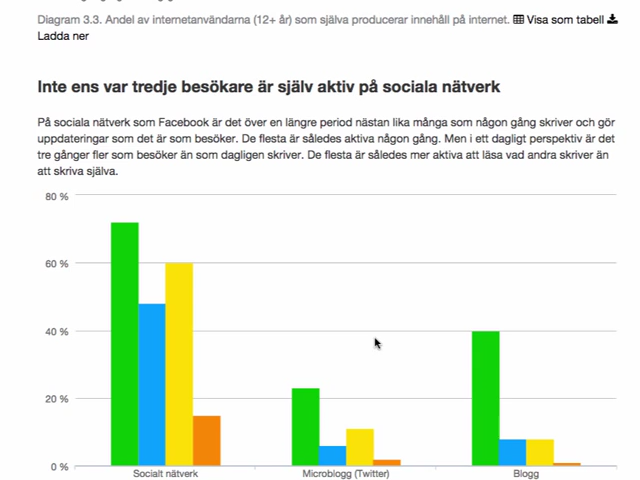 Diagram 3.3. Andel av internetanvändarna (12+ år) som själva producerar innehåll på internet. Visa som tabell
Ladda ner
Inte ens var tredje besökare är själv aktiv på sociala nätverk
På sociala nätverk som Facebook är det över en längre period nästan lika många som någon gång skriver och gör
uppdateringar som det är som besöker. De flesta är således aktiva någon gång. Men i ett dagligt perspektiv är det
tre gånger fler som besöker än som dagligen skriver. De flesta är således mer aktiva att läsa vad andra skriver än
att skriva själva.
80 %
60 %
40 %
20 %
0 %
Socialt nätverk Microblogg (Twitter) Blogg